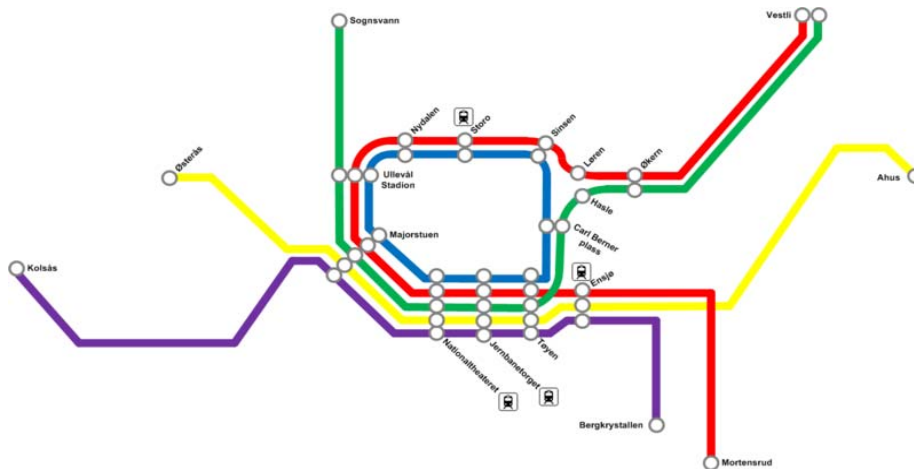 Sognsvann
Vestli
Nydalen
Storo
Sinsen
Løren
Økern
Østerås
Ullevål
Stadion
Hasle
Ahus
Majorstuen
Carl Berner
plass
Ensjø
Kolsås
Nationaltheateret
Jernbanetorget
Tøyen
Bergkrystallen
Mortensrud